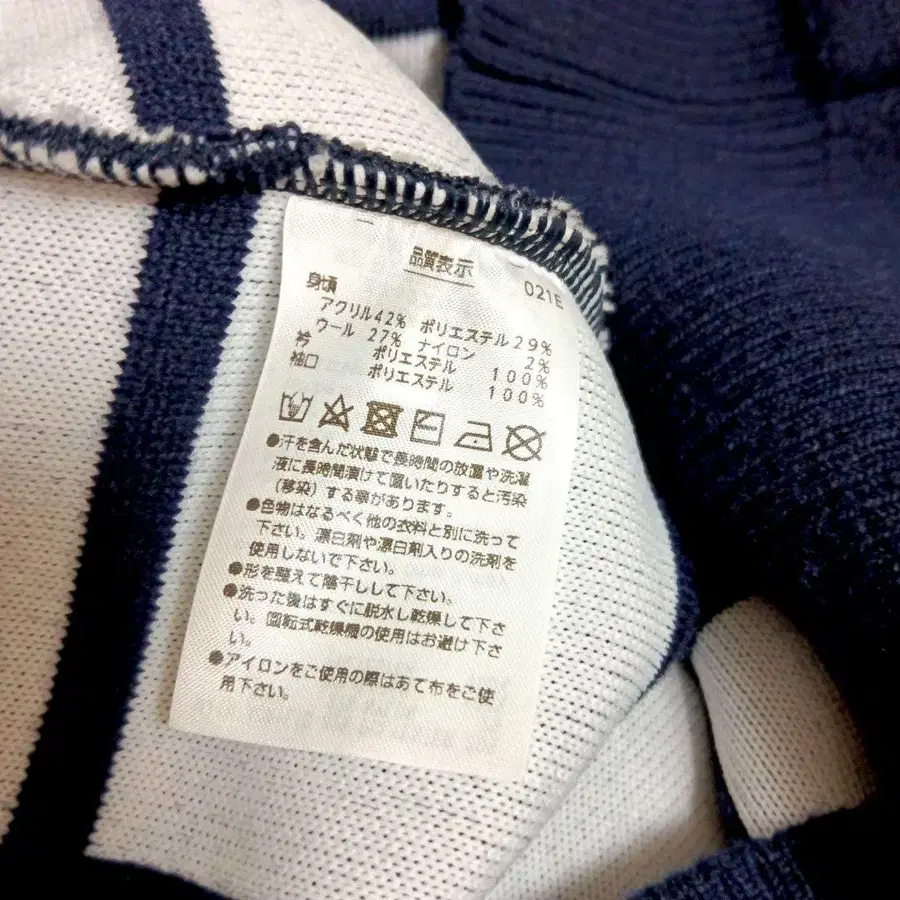 品質表示
021E
身頃
アクリル42% ポリエステル29%
ウール 27% ナイロン 2%
衿 ポリエステル 100%
袖口 ポリエステル 100%
●汗を含んだ状態で長時間の放置や洗濯
液に長時間漬けて置いたりすると汚染
(移染)する事があります。
●色物はなるべく他の衣料と別に洗って
下さい。漂白剤や漂白剤入りの洗剤を
使用しないで下さい。
●形を整えて陰干しして下さい。
●洗った後はすぐに脱水し乾燥して下さ
い。回転式乾燥機の使用はお避け下さ
い。
●アイロンをご使用の際はあて布をご使
用下さい。